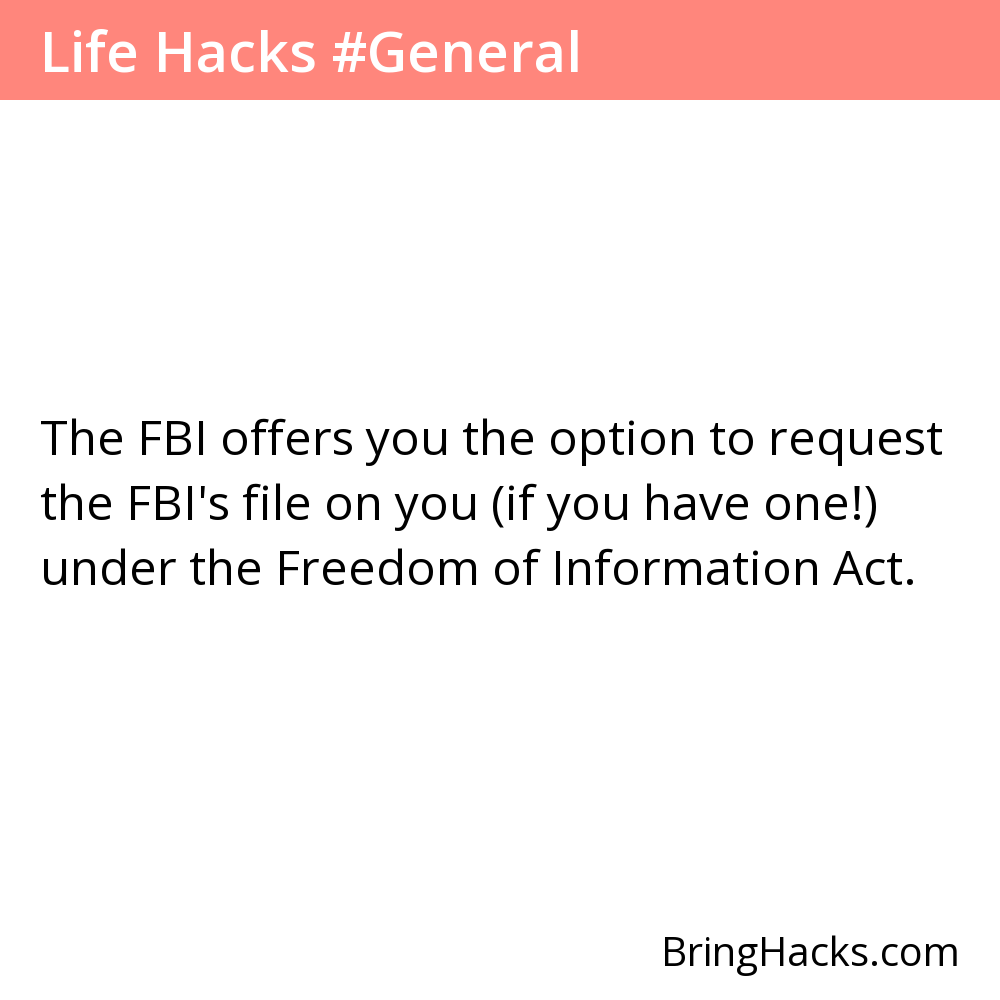 Life Hacks #General
The FBI offers you the option to request
the FBI's file on you (if you have one!)
under the Freedom of Information Act.
BringHacks.com